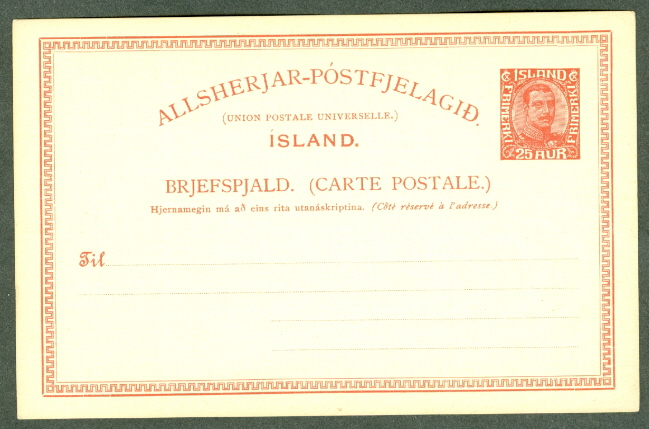 ALLSHERJAR-PÓSTFJELAGIÐ.
(UNION POSTALE UNIVERSELLE.)
ÍSLAND.
BRJEFSPJALD. (CARTE POSTALE.)
Hjernamegin má að eins rita utanáskriptina. (Côté réservé à l'adresse.)
Til
ISLAND
FRIMERKI
FRIMERKI
25 AUR